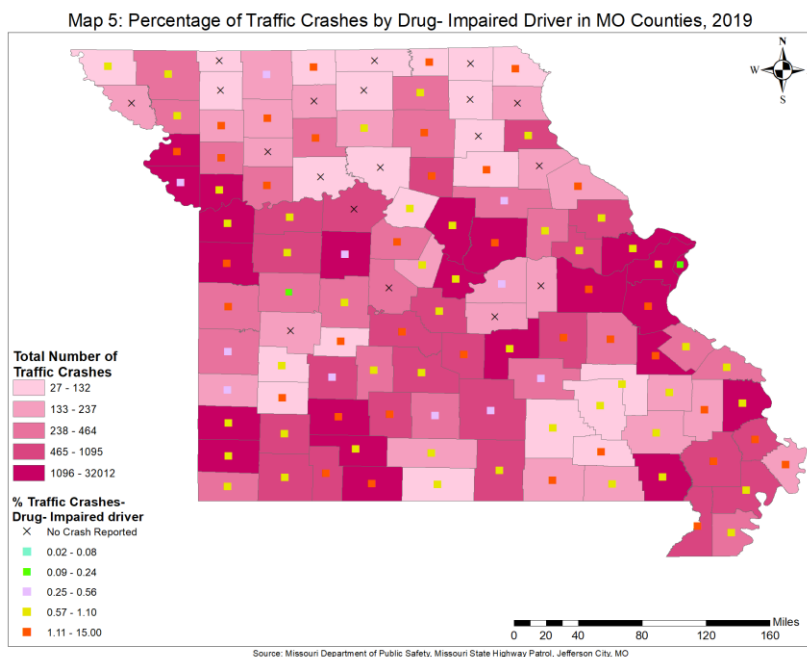 Map 5: Percentage of Traffic Crashes by Drug- Impaired Driver in MO Counties, 2019
N
W
E
S
Total Number of
Traffic Crashes
27 - 132
133 - 237
238 - 464
465 - 1095
1096 - 32012
% Traffic Crashes-
Drug- Impaired driver
No Crash Reported
0.02 - 0.08
0.09 - 0.24
0.25 - 0.56
0.57 - 1.10
1.11 - 15.00
Miles
0 20 40 80 120 160
Source: Missouri Department of Public Safety, Missouri State Highway Patrol, Jefferson City, MO